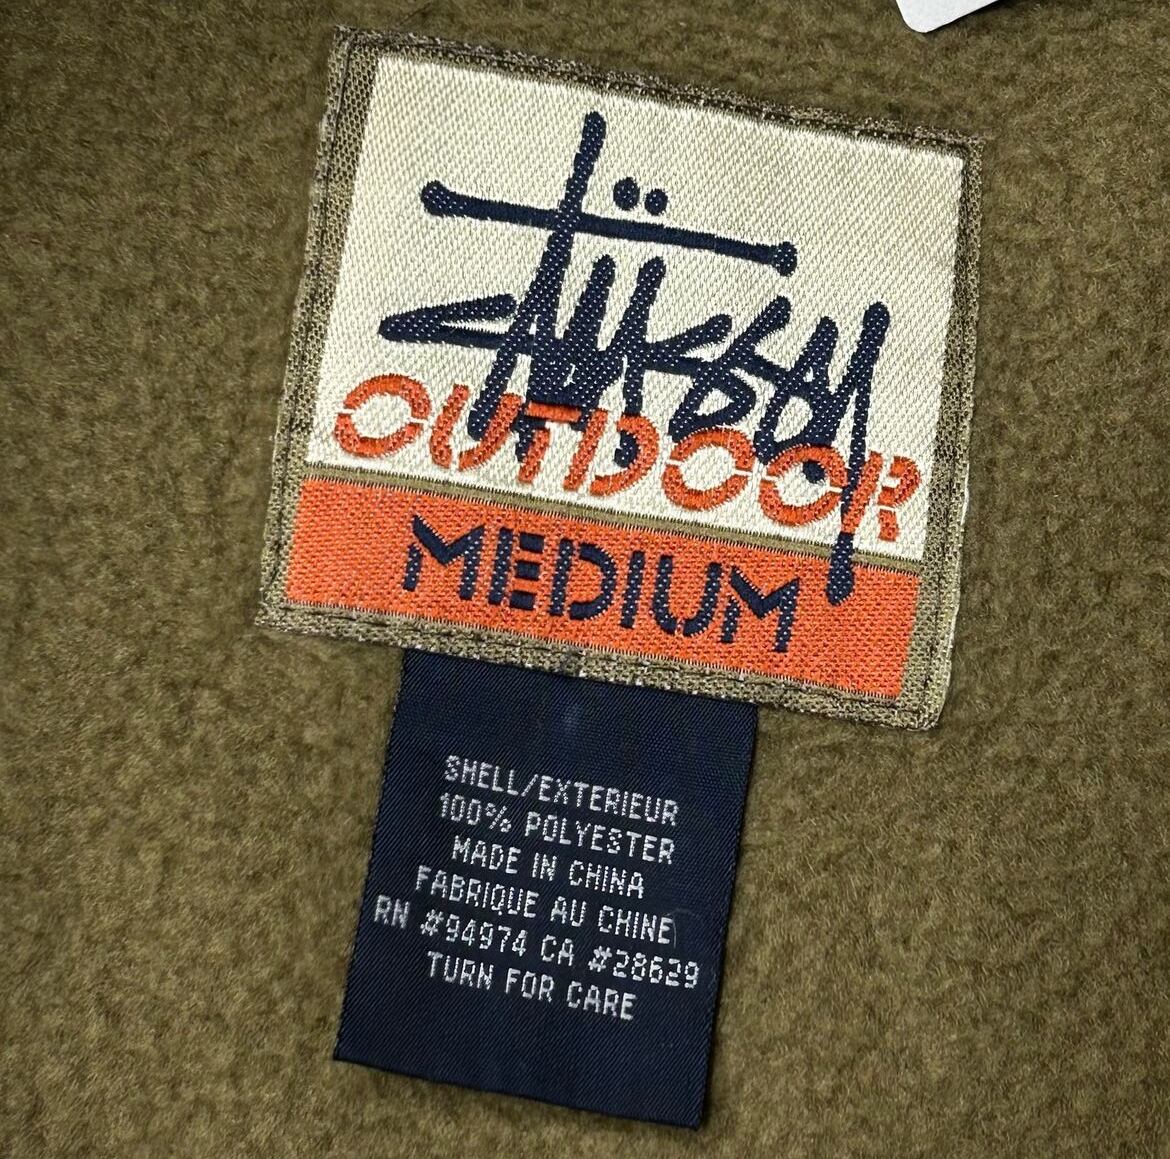 Stüssy
OUTDOOR
MEDIUM
SHELL/EXTERIEUR
100% POLYESTER
MADE IN CHINA
FABRIQUE AU CHINE
RN #94974 CA #28629
TURN FOR CARE